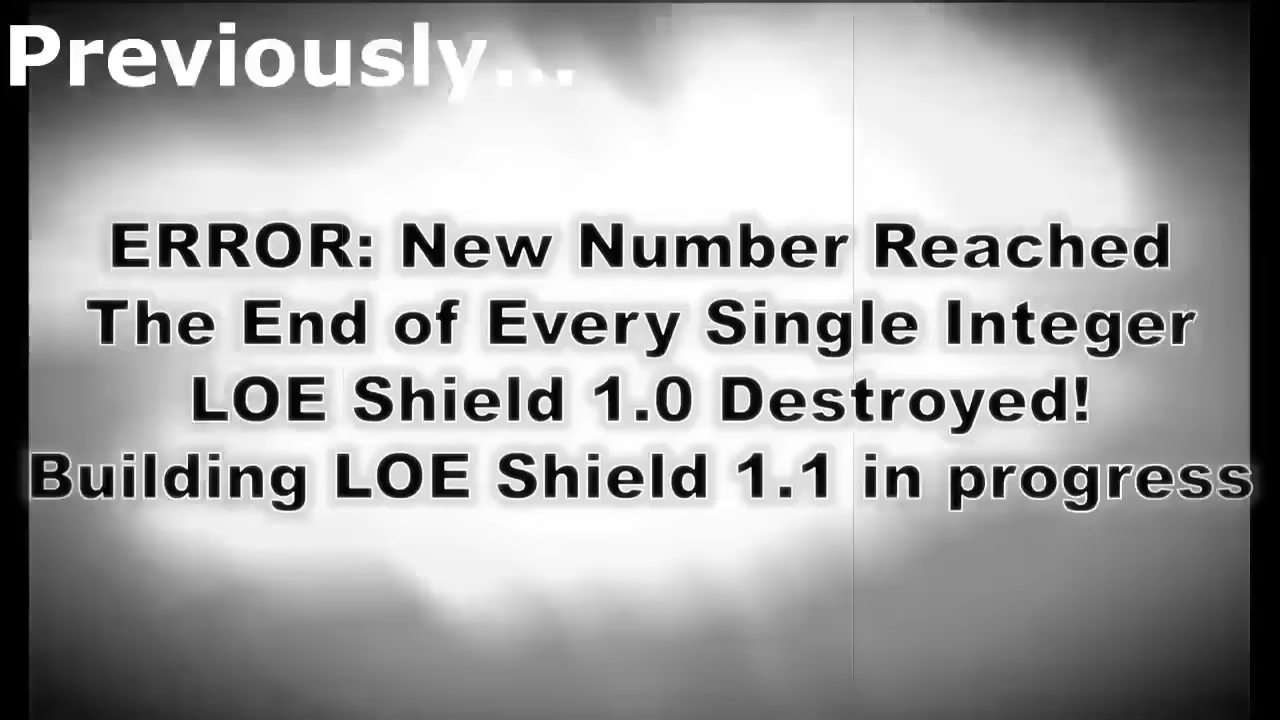 Previously...
ERROR: New Number Reached
The End of Every Single Integer
LOE Shield 1.0 Destroyed!
Building LOE Shield 1.1 in progress